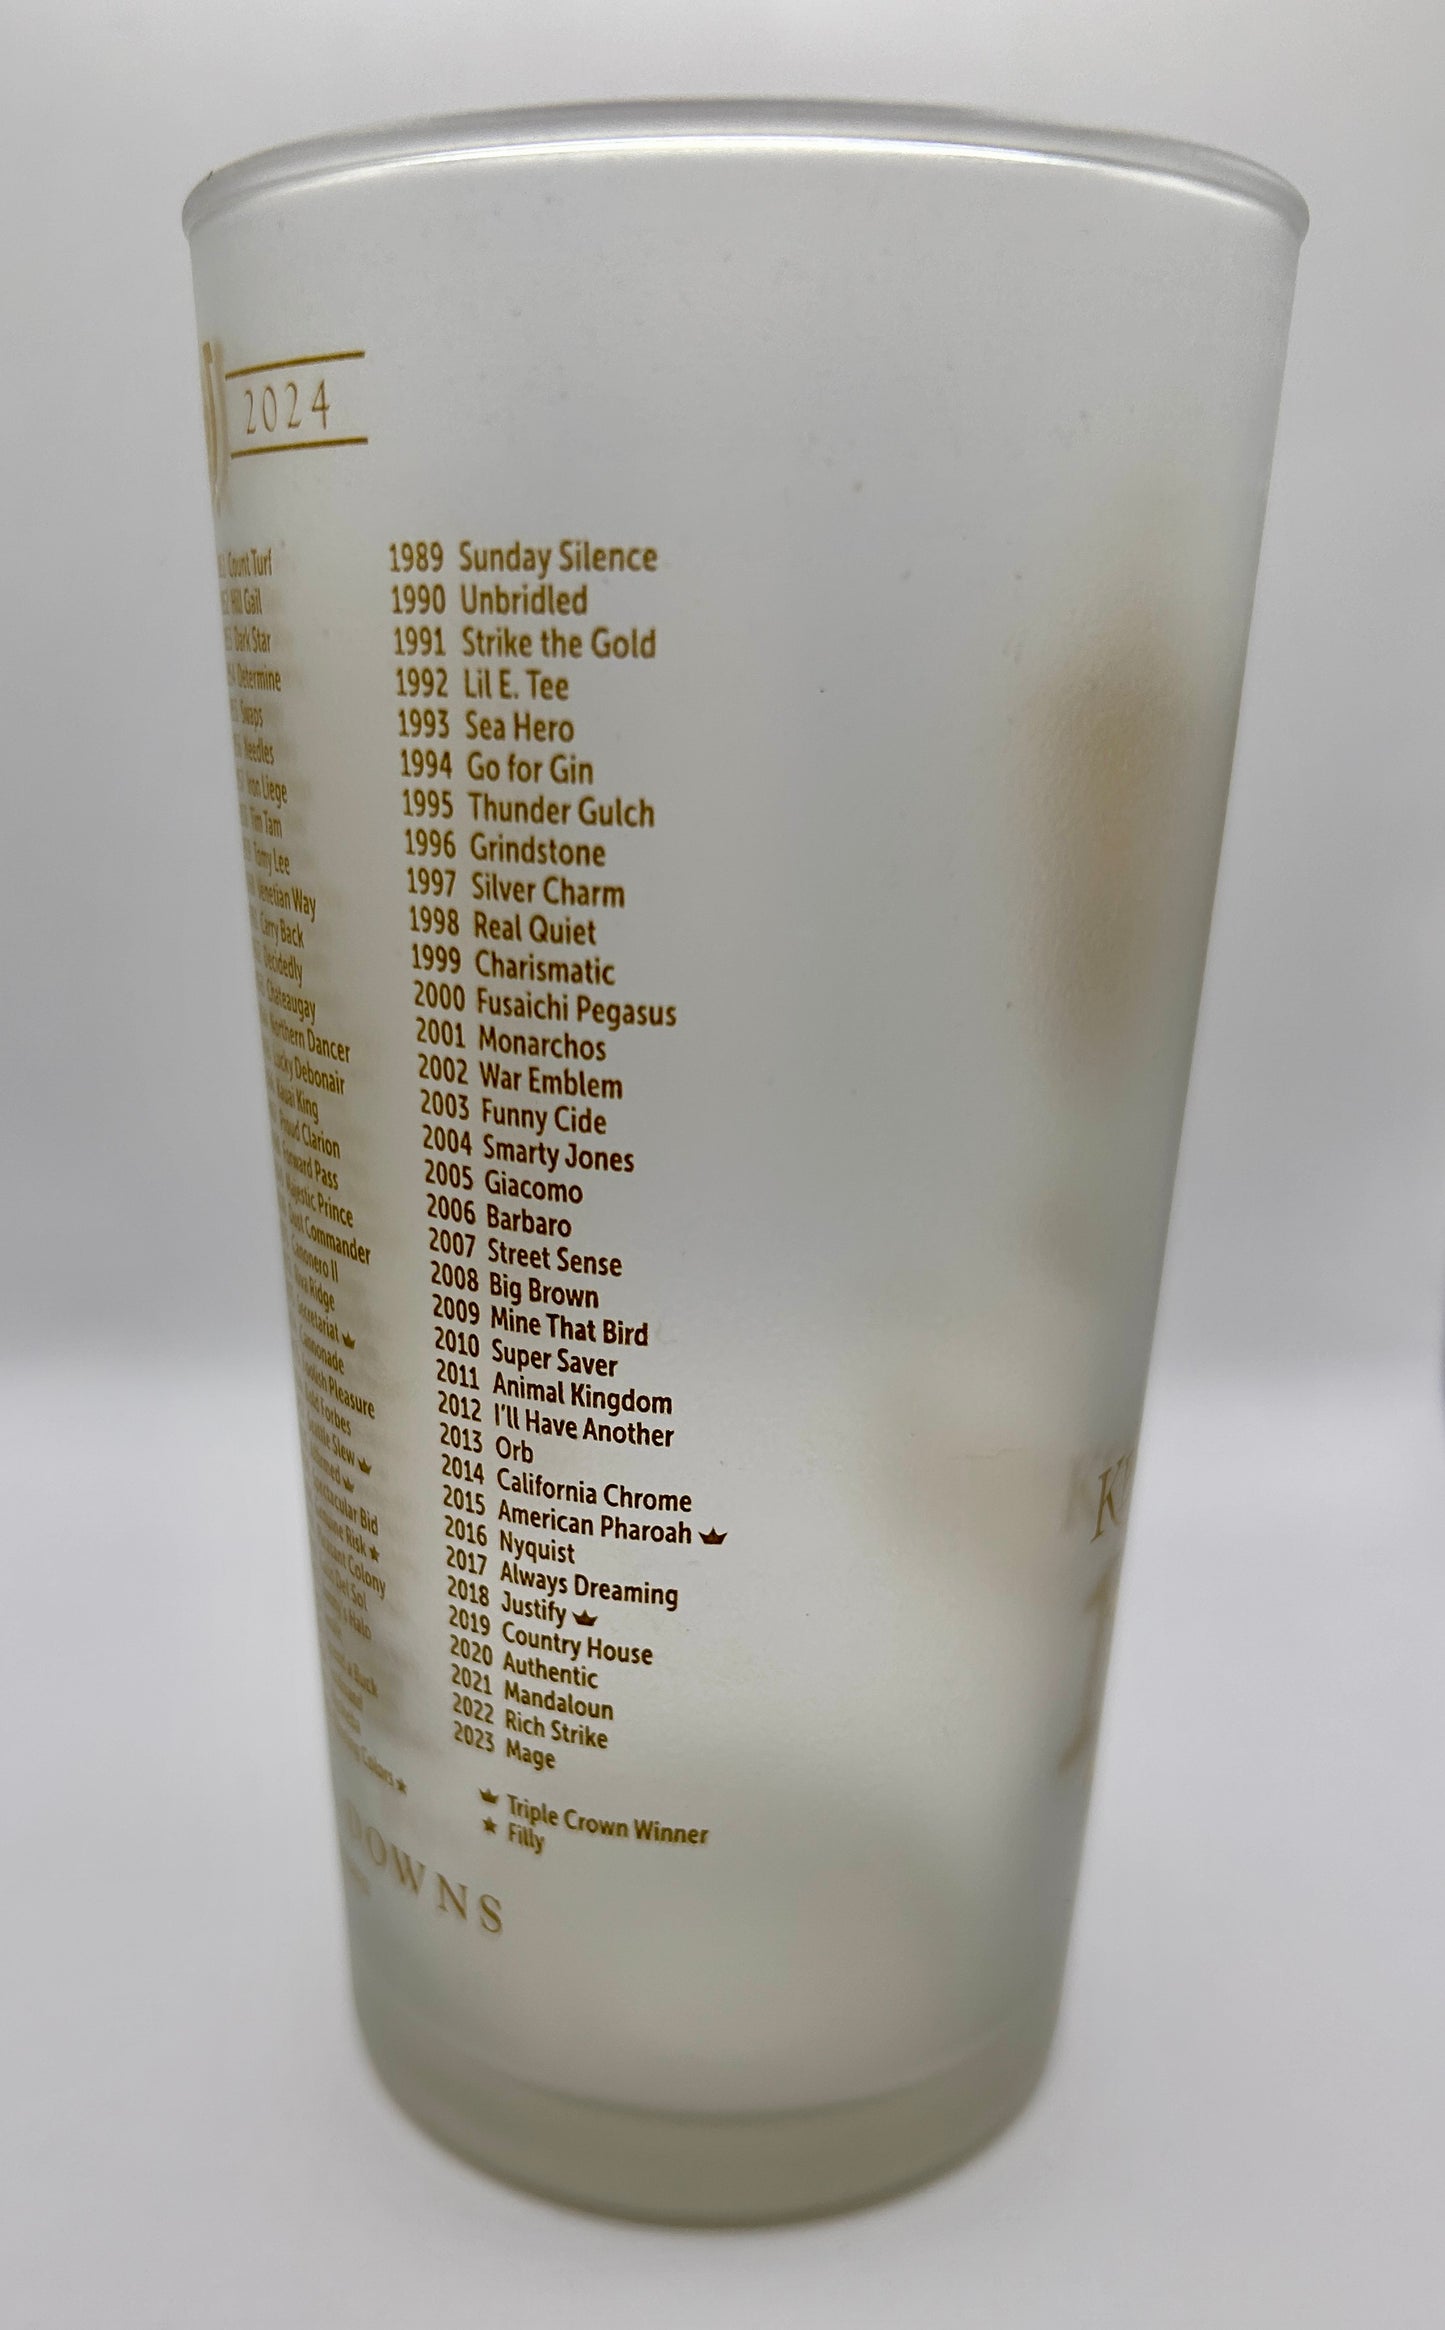 2024
Count Turf
Hill Gail
Dark Star
Determine
Swaps
Needles
Iron Liege
Tim Tam
Tomy Lee
Venetian Way
Carry Back
Decidedly
Chateaugay
Northern Dancer
Lucky Debonair
Kauai King
Proud Clarion
Forward Pass
Majestic Prince
Dust Commander
Canonero II
Riva Ridge
Secretariat
Cannonade
Foolish Pleasure
Bold Forbes
Seattle Slew
Affirmed
Spectacular Bid
Genuine Risk ★
Pleasant Colony
Del Sol
Halo
a Buck
Colors ★
1989 Sunday Silence
1990 Unbridled
1991 Strike the Gold
1992 Lil E. Tee
1993 Sea Hero
1994 Go for Gin
1995 Thunder Gulch
1996 Grindstone
1997 Silver Charm
1998 Real Quiet
1999 Charismatic
2000 Fusaichi Pegasus
2001 Monarchos
2002 War Emblem
2003 Funny Cide
2004 Smarty Jones
2005 Giacomo
2006 Barbaro
2007 Street Sense
2008 Big Brown
2009 Mine That Bird
2010 Super Saver
2011 Animal Kingdom
2012 I'll Have Another
2013 Orb
2014 California Chrome
2015 American Pharoah
2016 Nyquist
2017 Always Dreaming
2018 Justify
2019 Country House
2020 Authentic
2021 Mandaloun
2022 Rich Strike
2023 Mage
Triple Crown Winner
★ Filly
DOWNS